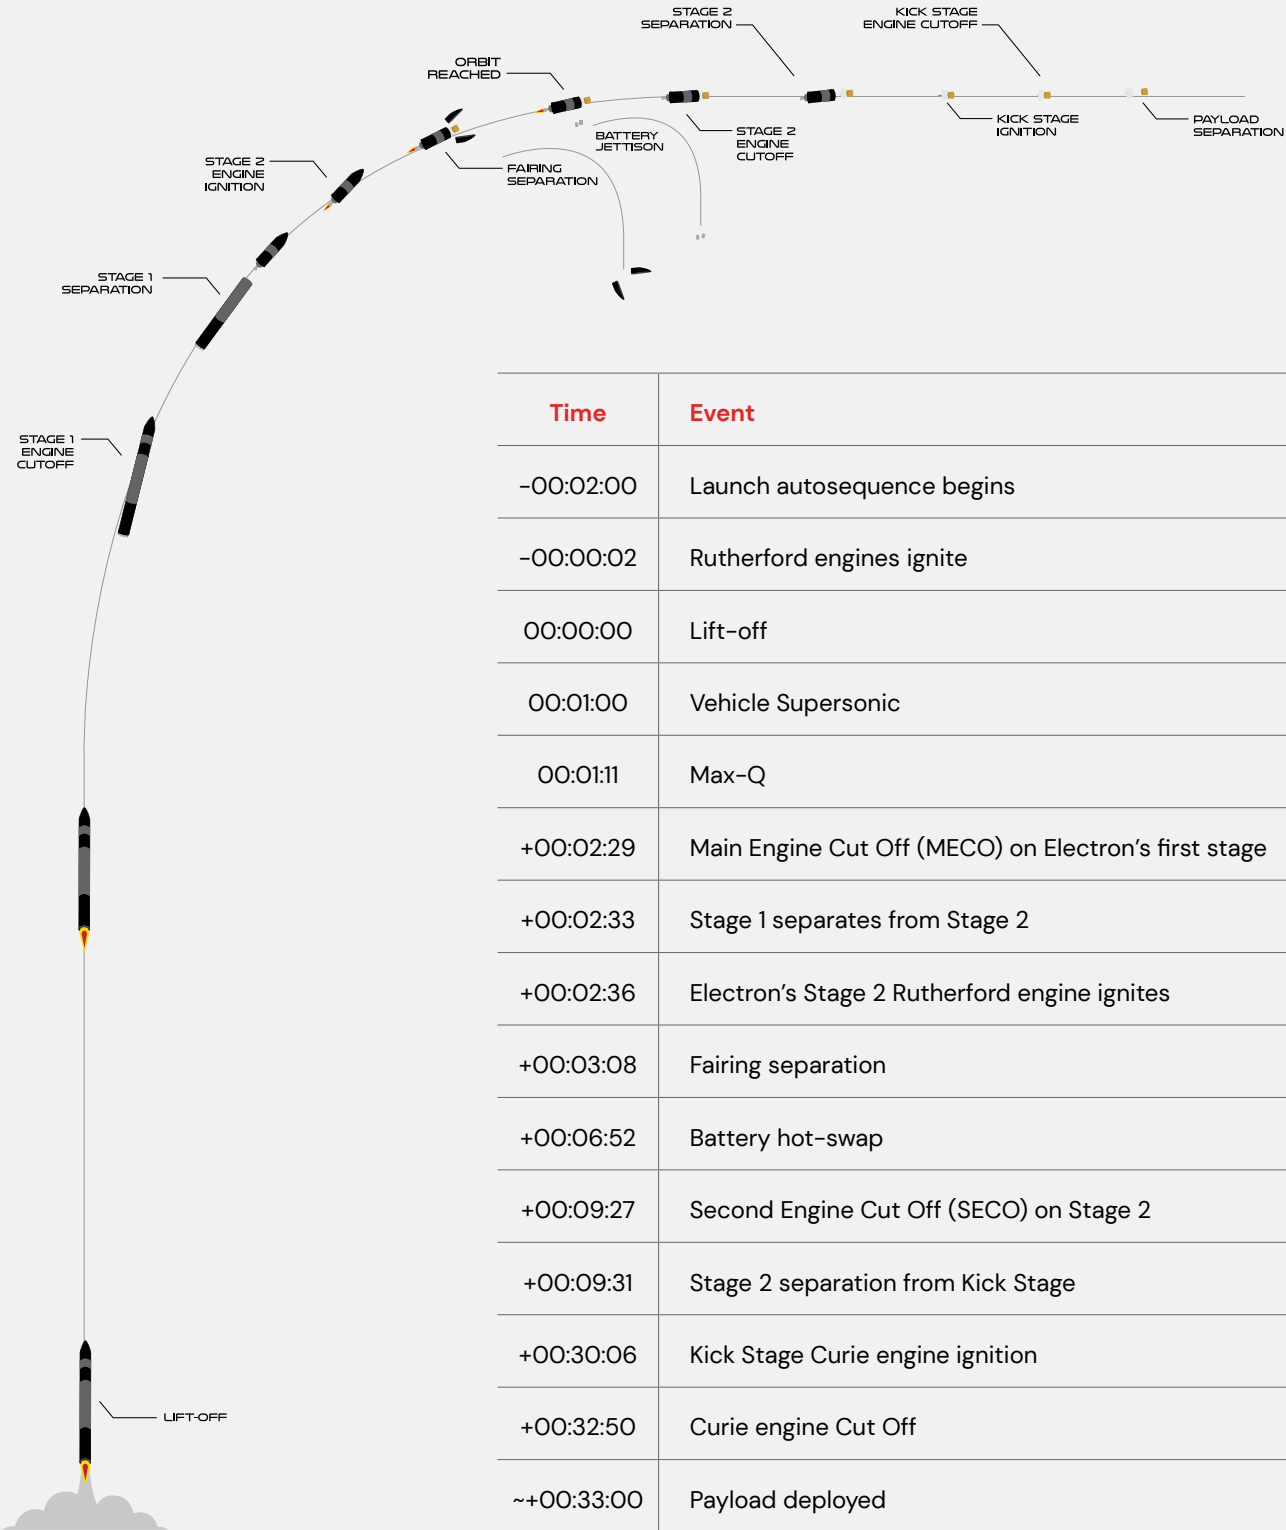 STAGE 2
SEPARATION
KICK STAGE
ENGINE CUTOFF
ORBIT
REACHED
KICK STAGE
IGNITION
PAYLOAD
SEPARATION
BATTERY
JETTISON
STAGE 2
ENGINE
CUTOFF
STAGE 2
ENGINE
IGNITION
FAIRING
SEPARATION
STAGE 1
SEPARATION
STAGE 1
ENGINE
CUTOFF
LIFT-OFF
Time Event
-00:02:00 Launch autosequence begins
-00:00:02 Rutherford engines ignite
00:00:00 Lift-off
00:01:00 Vehicle Supersonic
00:01:11 Max-Q
+00:02:29 Main Engine Cut Off (MECO) on Electron’s first stage
+00:02:33 Stage 1 separates from Stage 2
+00:02:36 Electron’s Stage 2 Rutherford engine ignites
+00:03:08 Fairing separation
+00:06:52 Battery hot-swap
+00:09:27 Second Engine Cut Off (SECO) on Stage 2
+00:09:31 Stage 2 separation from Kick Stage
+00:30:06 Kick Stage Curie engine ignition
+00:32:50 Curie engine Cut Off
~+00:33:00 Payload deployed